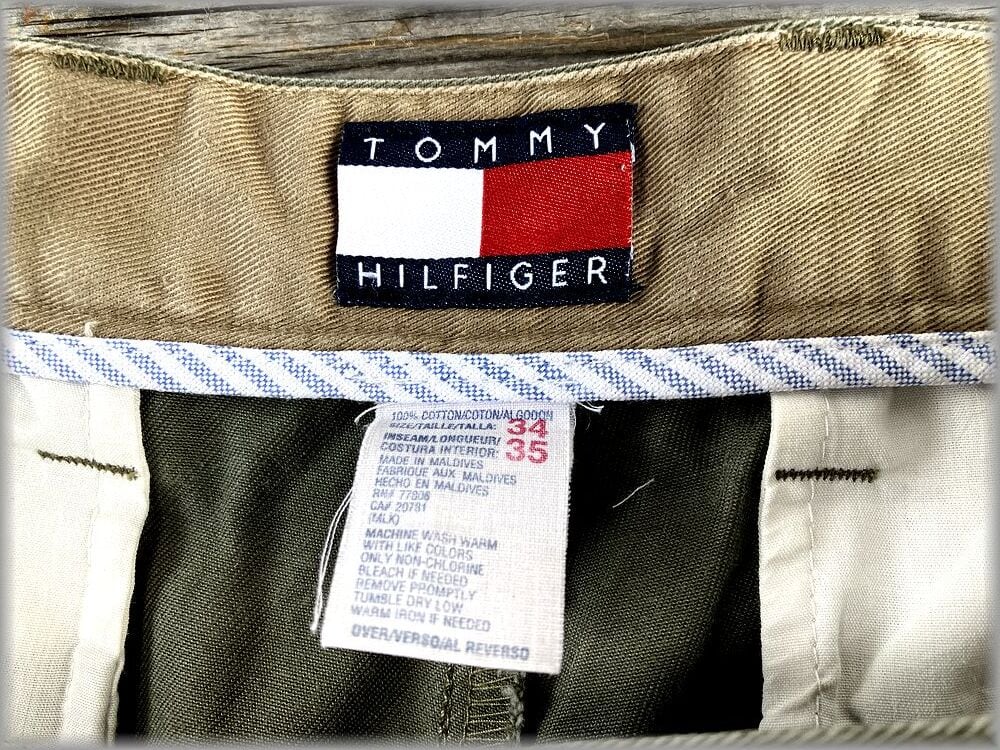 TOMMY
HILFIGER
100% COTTON/COTON/ALGODON
SIZE/TAILLE/TALLA: 34
INSEAM/LONGUEUR/
COSTURA INTERIOR: 35
MADE IN MALDIVES
FABRIQUE AUX MALDIVES
HECHO EN MALDIVES
RN# 77806
CA# 20781
(MLK)
MACHINE WASH WARM
WITH LIKE COLORS
ONLY NON-CHLORINE
BLEACH IF NEEDED
REMOVE PROMPTLY
TUMBLE DRY LOW
WARM IRON IF NEEDED
OVER/VERSO/AL REVERSO